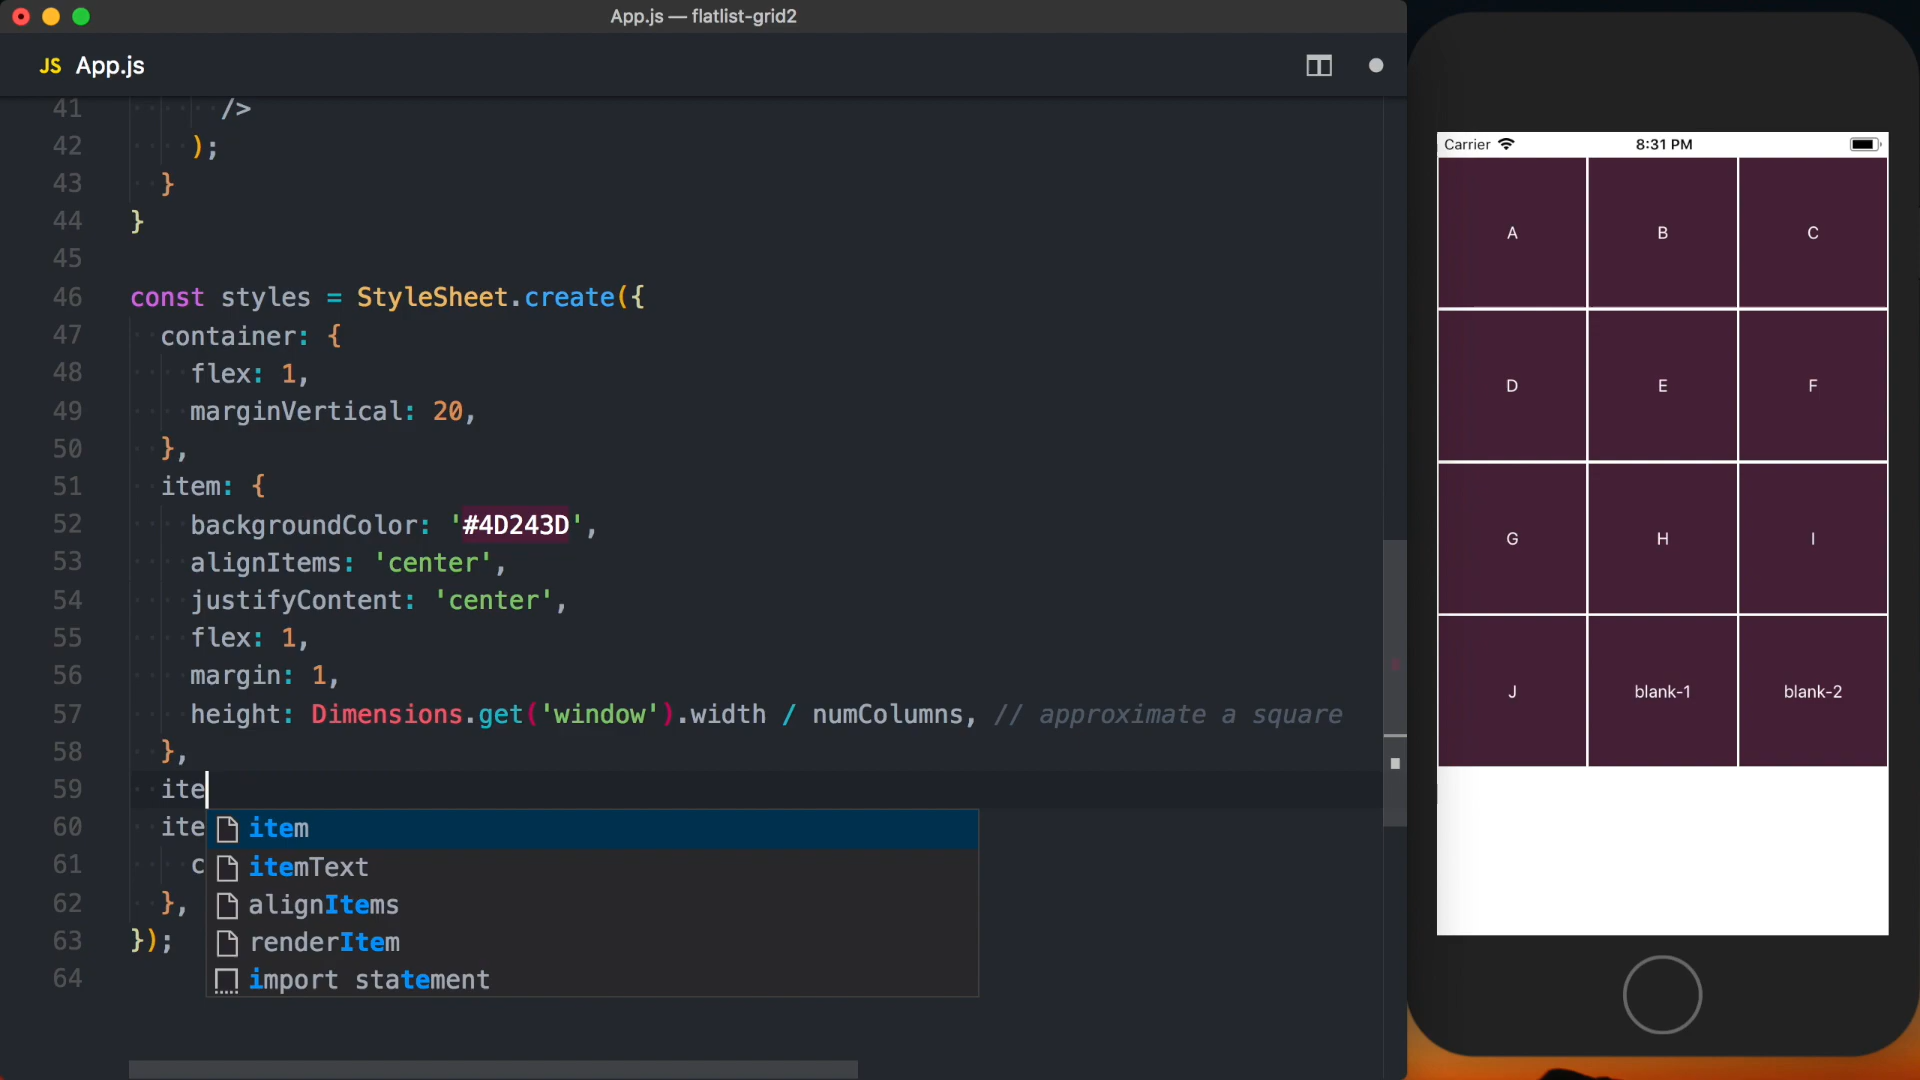 App.js — flatlist-grid2
JS App.js
41 />
42 );
43 }
44 }
45
46 const styles = StyleSheet.create({
47 container: {
48 flex: 1,
49 marginVertical: 20,
50 },
51 item: {
52 backgroundColor: '#4D243D',
53 alignItems: 'center',
54 justifyContent: 'center',
55 flex: 1,
56 margin: 1,
57 height: Dimensions.get('window').width / numColumns, // approximate a square
58 },
59 ite
60 ite
61 c
62 },
63 });
64
item
itemText
alignItems
renderItem
import statement
Carrier 8:31 PM
A B C
D E F
G H I
J blank-1 blank-2